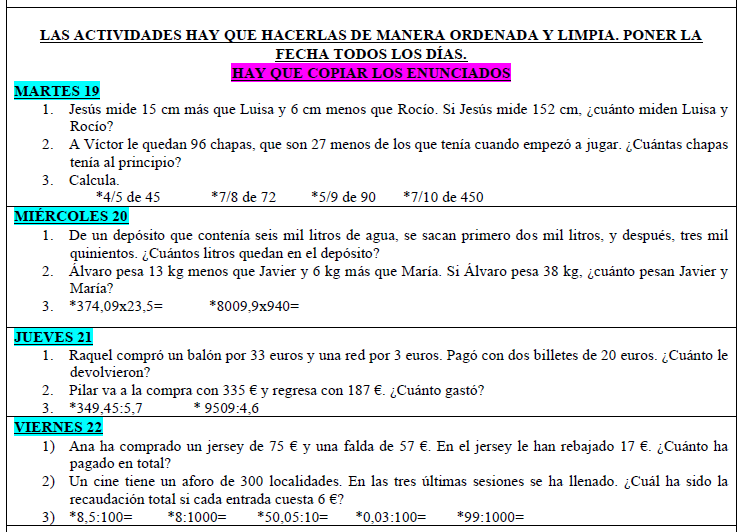 LAS ACTIVIDADES HAY QUE HACERLAS DE MANERA ORDENADA Y LIMPIA. PONER LA
FECHA TODOS LOS DÍAS.
HAY QUE COPIAR LOS ENUNCIADOS
MARTES 19
1. Jesús mide 15 cm más que Luisa y 6 cm menos que Rocío. Si Jesús mide 152 cm, ¿cuánto miden Luisa y
Rocío?
2. A Víctor le quedan 96 chapas, que son 27 menos de los que tenía cuando empezó a jugar. ¿Cuántas chapas
tenía al principio?
3. Calcula.
*4/5 de 45 *7/8 de 72 *5/9 de 90 *7/10 de 450
MIÉRCOLES 20
1. De un depósito que contenía seis mil litros de agua, se sacan primero dos mil litros, y después, tres mil
quinientos. ¿Cuántos litros quedan en el depósito?
2. Álvaro pesa 13 kg menos que Javier y 6 kg más que María. Si Álvaro pesa 38 kg, ¿cuánto pesan Javier y
María?
3. *374,09x23,5= *8009,9x940=
JUEVES 21
1. Raquel compró un balón por 33 euros y una red por 3 euros. Pagó con dos billetes de 20 euros. ¿Cuánto le
devolvieron?
2. Pilar va a la compra con 335 € y regresa con 187 €. ¿Cuánto gastó?
3. *349,45:5,7 * 9509:4,6
VIERNES 22
1) Ana ha comprado un jersey de 75 € y una falda de 57 €. En el jersey le han rebajado 17 €. ¿Cuánto ha
pagado en total?
2) Un cine tiene un aforo de 300 localidades. En las tres últimas sesiones se ha llenado. ¿Cuál ha sido la
recaudación total si cada entrada cuesta 6 €?
3) *8,5:100= *8:1000= *50,05:10= *0,03:100= *99:1000=